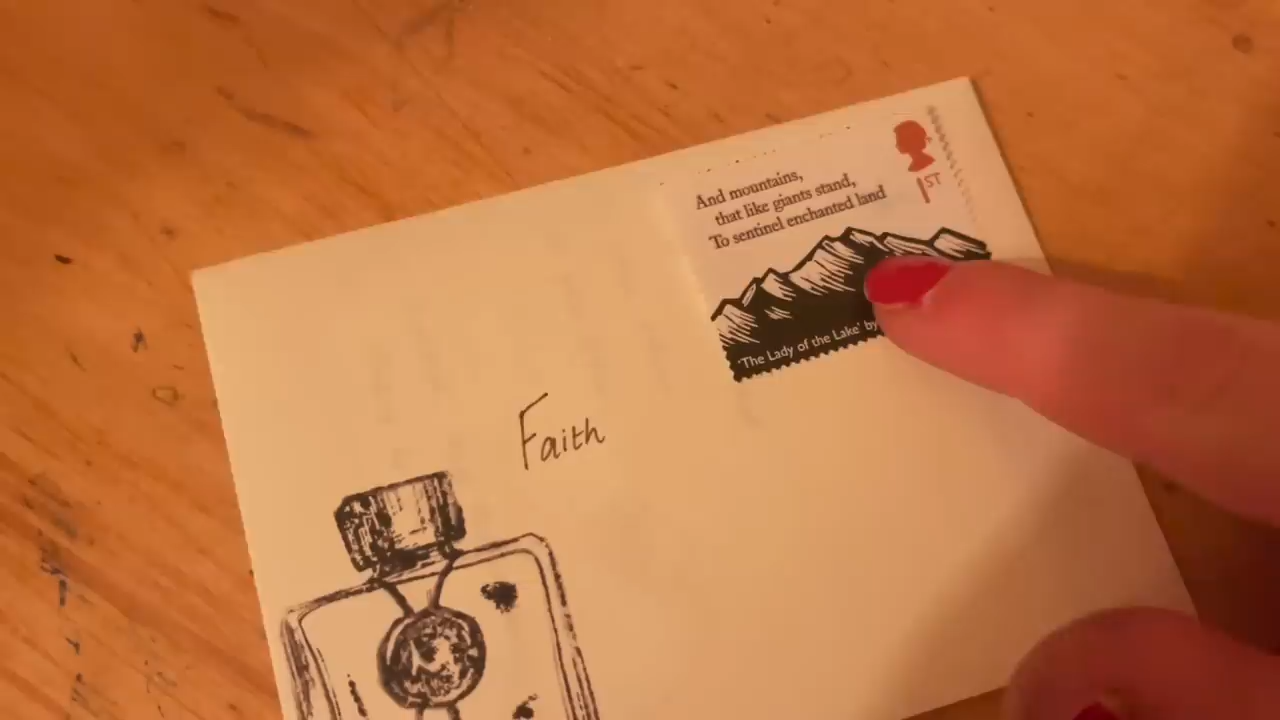 1ST
And mountains,
that like giants stand,
To sentinel enchanted land
'The Lady of the Lake' by
Faith